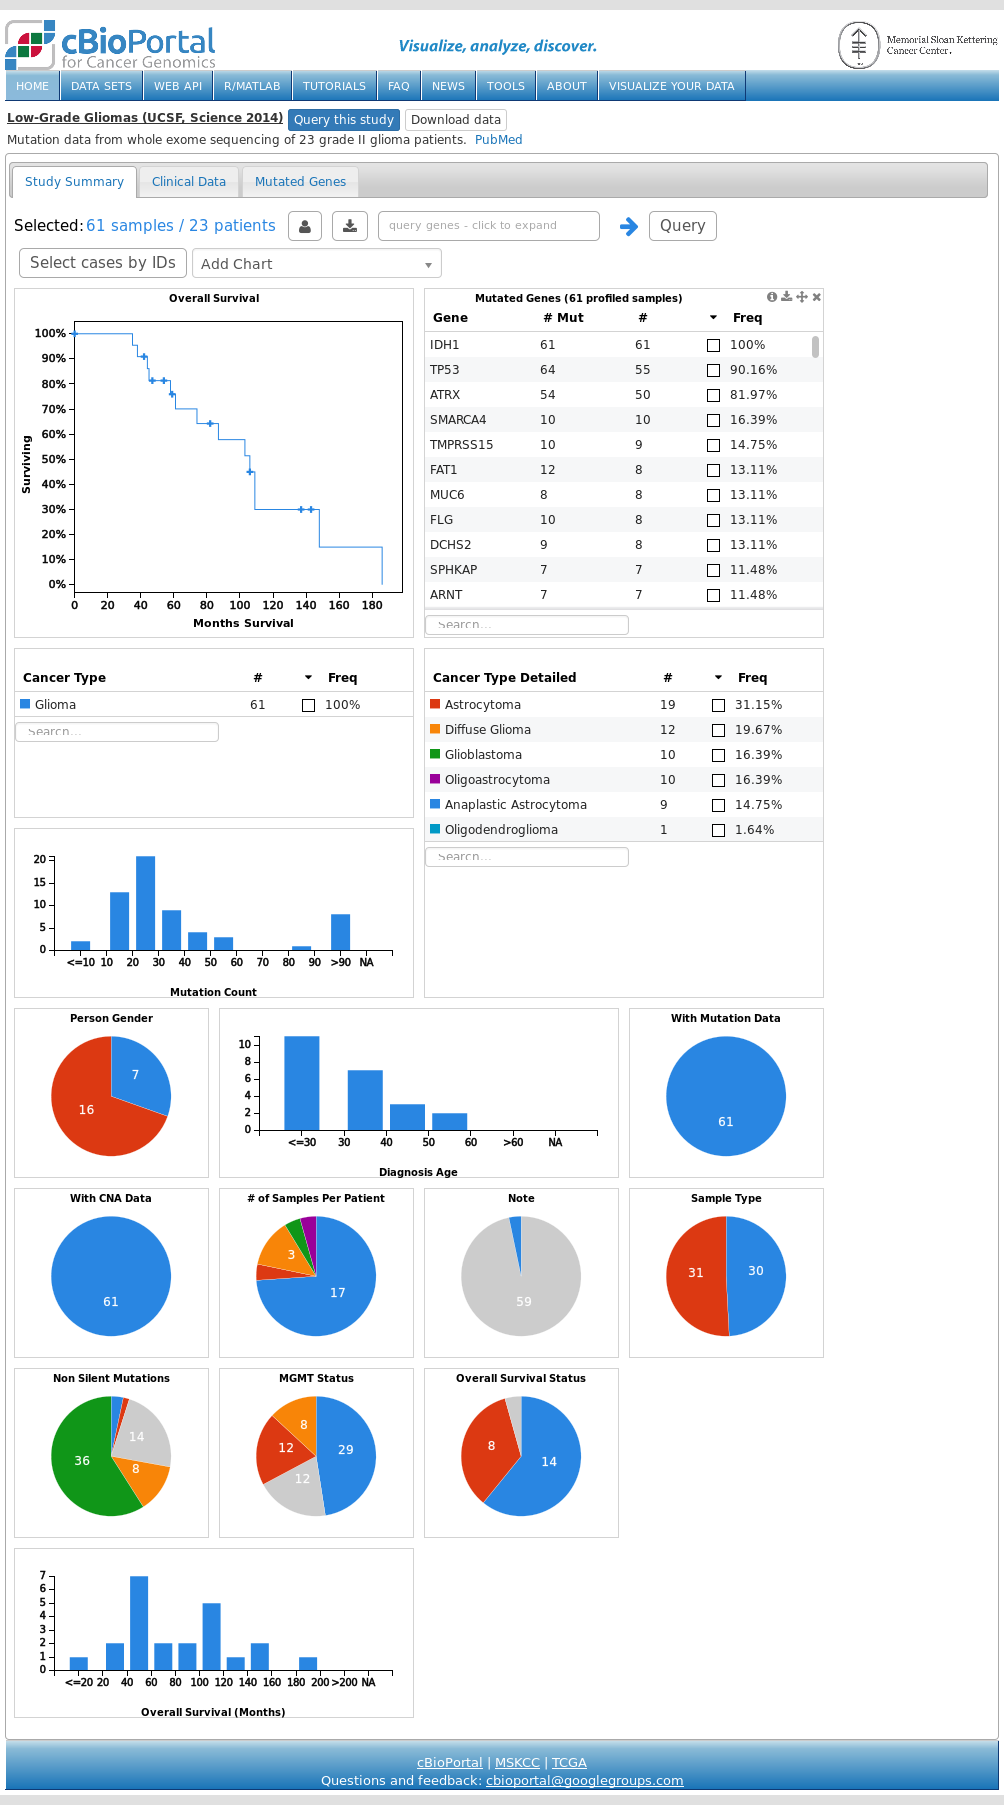 cBioPortal
for Cancer Genomics
Visualize, analyze, discover.
Memorial Sloan Kettering
Cancer Center.
HOME DATA SETS WEB API R/MATLAB TUTORIALS FAQ NEWS TOOLS ABOUT VISUALIZE YOUR DATA
Low-Grade Gliomas (UCSF, Science 2014) Query this study Download data
Mutation data from whole exome sequencing of 23 grade II glioma patients. PubMed
Study Summary Clinical Data Mutated Genes
Selected: 61 samples / 23 patients query genes - click to expand Query
Select cases by IDs Add Chart
Overall Survival
100%
90%
80%
70%
60%
50%
40%
30%
20%
10%
0%
Surviving
0 20 40 60 80 100 120 140 160 180
Months Survival
Mutated Genes (61 profiled samples)
Gene # Mut # Freq
IDH1 61 61 100%
TP53 64 55 90.16%
ATRX 54 50 81.97%
SMARCA4 10 10 16.39%
TMPRSS15 10 9 14.75%
FAT1 12 8 13.11%
MUC6 8 8 13.11%
FLG 10 8 13.11%
DCHS2 9 8 13.11%
SPHKAP 7 7 11.48%
ARNT 7 7 11.48%
Search...
Cancer Type # Freq
Glioma 61 100%
Search...
Cancer Type Detailed # Freq
Astrocytoma 19 31.15%
Diffuse Glioma 12 19.67%
Glioblastoma 10 16.39%
Oligoastrocytoma 10 16.39%
Anaplastic Astrocytoma 9 14.75%
Oligodendroglioma 1 1.64%
Search...
20
15
10
5
0
<=10 10 20 30 40 50 60 70 80 90 >90 NA
Mutation Count
Person Gender
7
16
10
8
6
4
2
0
<=30 30 40 50 60 >60 NA
Diagnosis Age
With Mutation Data
61
With CNA Data
61
# of Samples Per Patient
3
17
Note
59
Sample Type
31 30
Non Silent Mutations
14
36
8
MGMT Status
8
12 29
12
Overall Survival Status
8
14
7
6
5
4
3
2
1
0
<=20 20 40 60 80 100 120 140 160 180 200 >200 NA
Overall Survival (Months)
cBioPortal | MSKCC | TCGA
Questions and feedback: cbioportal@googlegroups.com